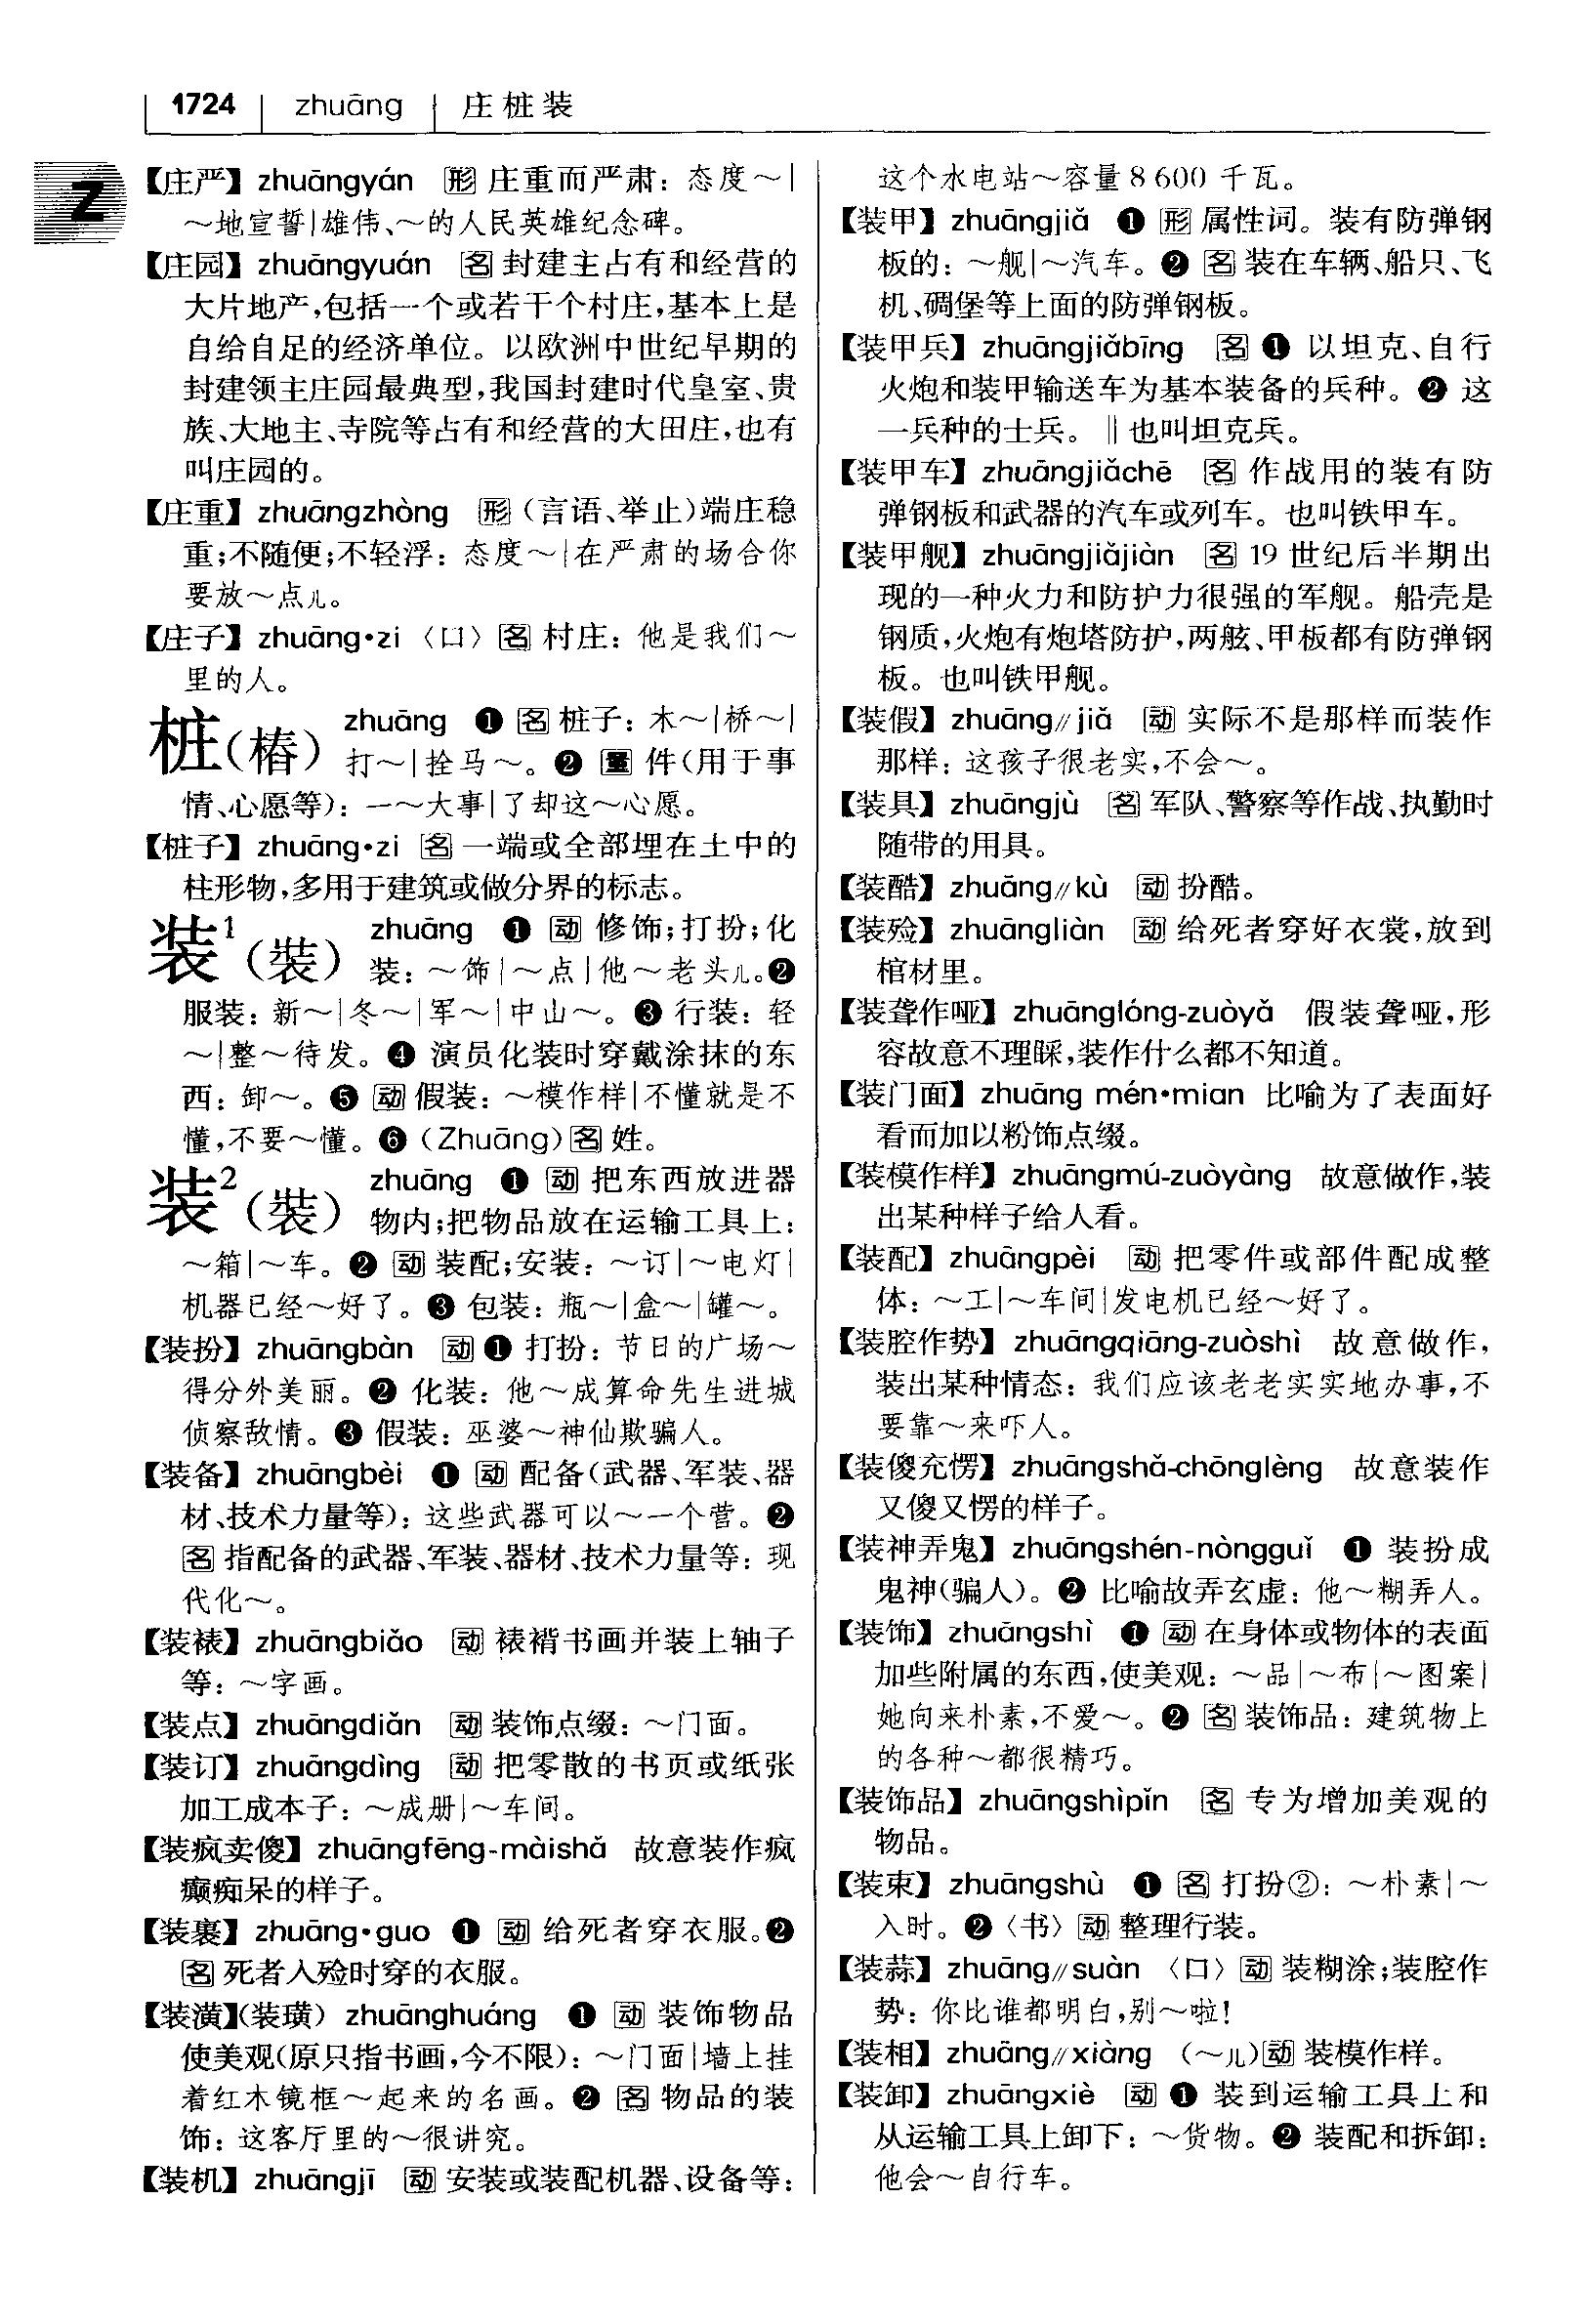 1724 zhuāng 庄桩装
Z
【庄严】 zhuāngyán 形 庄重而严肃：态度～|
～地宣誓|雄伟、～的人民英雄纪念碑。
【庄园】 zhuāngyuán 名 封建主占有和经营的
大片地产，包括一个或若干个村庄，基本上是
自给自足的经济单位。以欧洲中世纪早期的
封建领主庄园最典型，我国封建时代皇室、贵
族、大地主、寺院等占有和经营的大田庄，也有
叫庄园的。
【庄重】 zhuāngzhòng 形（言语、举止）端庄稳
重；不随便；不轻浮：态度～|在严肃的场合你
要放～点儿。
【庄子】 zhuāng•zi 〈口〉 名 村庄：他是我们～
里的人。
桩（樁） zhuāng ❶ 名 桩子：木～|桥～|
打～|拴马～。❷ 量 件（用于事
情、心愿等）：一～大事|了却这～心愿。
【桩子】 zhuāng•zi 名 一端或全部埋在土中的
柱形物，多用于建筑或做分界的标志。
装1（裝） zhuāng ❶ 动 修饰；打扮；化
装：～饰|～点|他～老头儿。❷
服装：新～|冬～|军～|中山～。❸ 行装：轻
～|整～待发。❹ 演员化装时穿戴涂抹的东
西：卸～。❺ 动 假装：～模作样|不懂就是不
懂，不要～懂。❻（Zhuāng）名 姓。
装2（裝） zhuāng ❶ 动 把东西放进器
物内；把物品放在运输工具上：
～箱|～车。❷ 动 装配；安装：～订|～电灯|
机器已经～好了。❸ 包装：瓶～|盒～|罐～。
【装扮】 zhuāngbàn 动 ❶ 打扮：节日的广场～
得分外美丽。❷ 化装：他～成算命先生进城
侦察敌情。❸ 假装：巫婆～神仙欺骗人。
【装备】 zhuāngbèi ❶ 动 配备（武器、军装、器
材、技术力量等）：这些武器可以～一个营。❷
名 指配备的武器、军装、器材、技术力量等：现
代化～。
【装裱】 zhuāngbiǎo 动 裱褙书画并装上轴子
等：～字画。
【装点】 zhuāngdiǎn 动 装饰点缀：～门面。
【装订】 zhuāngdìng 动 把零散的书页或纸张
加工成本子：～成册|～车间。
【装疯卖傻】 zhuāngfēng-màishǎ 故意装作疯
癫痴呆的样子。
【装裹】 zhuāng•guo ❶ 动 给死者穿衣服。❷
名 死者入殓时穿的衣服。
【装潢】（装璜） zhuānghuáng ❶ 动 装饰物品
使美观（原只指书画，今不限）：～门面|墙上挂
着红木镜框～起来的名画。❷ 名 物品的装
饰：这客厅里的～很讲究。
【装机】 zhuāngjī 动 安装或装配机器、设备等：
这个水电站～容量8 600 千瓦。
【装甲】 zhuāngjiǎ ❶ 形 属性词。装有防弹钢
板的：～舰|～汽车。❷ 名 装在车辆、船只、飞
机、碉堡等上面的防弹钢板。
【装甲兵】 zhuāngjiǎbīng 名 ❶ 以坦克、自行
火炮和装甲输送车为基本装备的兵种。❷ 这
一兵种的士兵。‖ 也叫坦克兵。
【装甲车】 zhuāngjiǎchē 名 作战用的装有防
弹钢板和武器的汽车或列车。也叫铁甲车。
【装甲舰】 zhuāngjiǎjiàn 名 19 世纪后半期出
现的一种火力和防护力很强的军舰。船壳是
钢质，火炮有炮塔防护，两舷、甲板都有防弹钢
板。也叫铁甲舰。
【装假】 zhuāng//jiǎ 动 实际不是那样而装作
那样：这孩子很老实，不会～。
【装具】 zhuāngjù 名 军队、警察等作战、执勤时
随带的用具。
【装酷】 zhuāng//kù 动 扮酷。
【装殓】 zhuāngliàn 动 给死者穿好衣裳，放到
棺材里。
【装聋作哑】 zhuānglóng-zuòyǎ 假装聋哑，形
容故意不理睬，装作什么都不知道。
【装门面】 zhuāng mén•mian 比喻为了表面好
看而加以粉饰点缀。
【装模作样】 zhuāngmú-zuòyàng 故意做作，装
出某种样子给人看。
【装配】 zhuāngpèi 动 把零件或部件配成整
体：～工|～车间|发电机已经～好了。
【装腔作势】 zhuāngqiāng-zuòshì 故意做作，
装出某种情态：我们应该老老实实地办事，不
要靠～来吓人。
【装傻充愣】 zhuāngshǎ-chōnglèng 故意装作
又傻又愣的样子。
【装神弄鬼】 zhuāngshén-nòngguǐ ❶ 装扮成
鬼神（骗人）。❷ 比喻故弄玄虚：他～糊弄人。
【装饰】 zhuāngshì ❶ 动 在身体或物体的表面
加些附属的东西，使美观：～品|～布|～图案|
她向来朴素，不爱～。❷ 名 装饰品：建筑物上
的各种～都很精巧。
【装饰品】 zhuāngshìpǐn 名 专为增加美观的
物品。
【装束】 zhuāngshù ❶ 名 打扮②：～朴素|～
入时。❷〈书〉动 整理行装。
【装蒜】 zhuāng//suàn 〈口〉动 装糊涂；装腔作
势：你比谁都明白，别～啦！
【装相】 zhuāng//xiàng （～儿）动 装模作样。
【装卸】 zhuāngxiè 动 ❶ 装到运输工具上和
从运输工具上卸下：～货物。❷ 装配和拆卸：
他会～自行车。